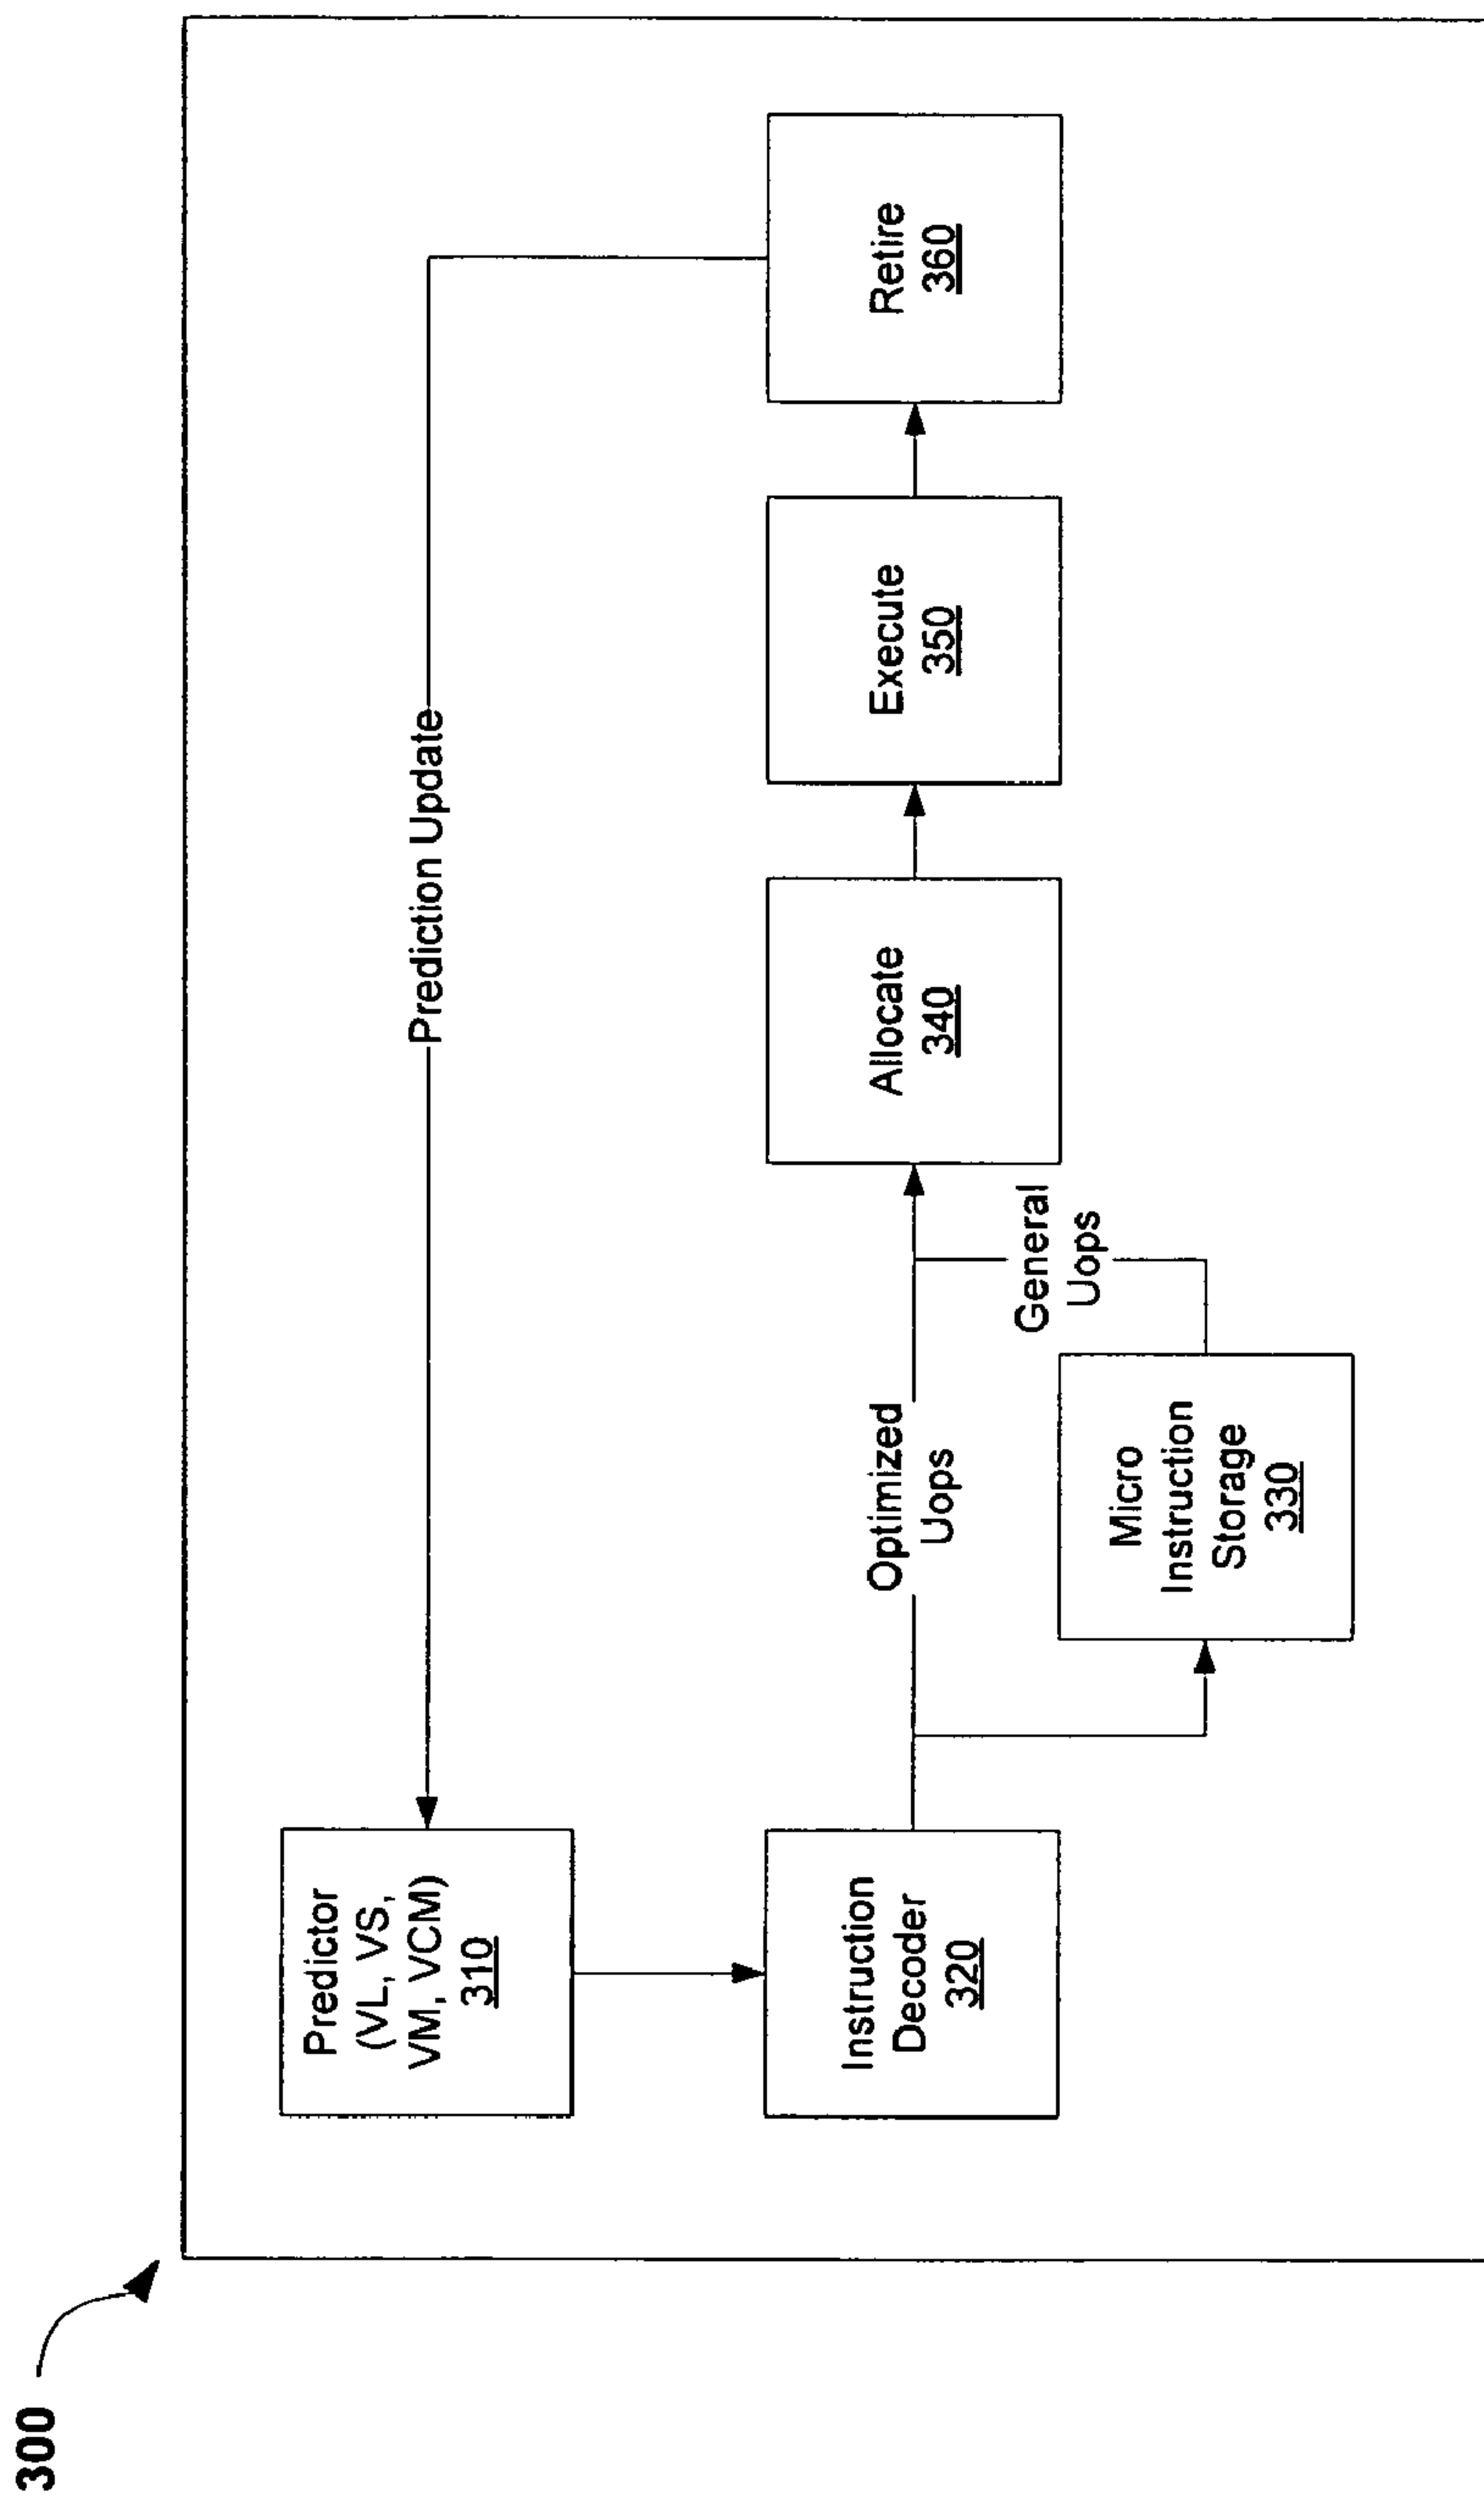 300
Predictor
(VL, VS,
VM, VCM)
310
Prediction Update
Instruction
Decoder
320
Optimized
Uops
General
Uops
Micro
Instruction
Storage
330
Allocate
340
Execute
350
Retire
360